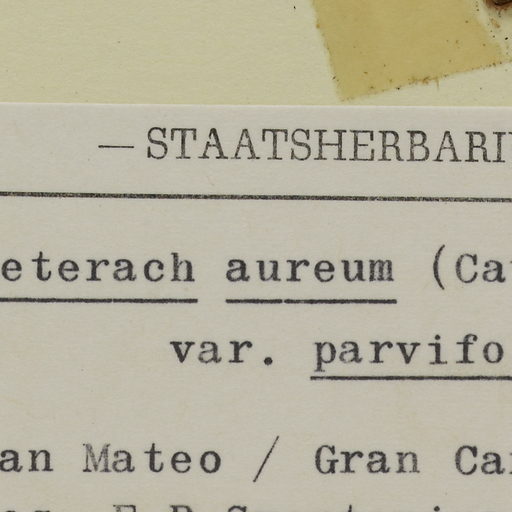 — STAATSHERBARI
eterach aureum (Ca
var. parvifo
an Mateo / Gran Ca